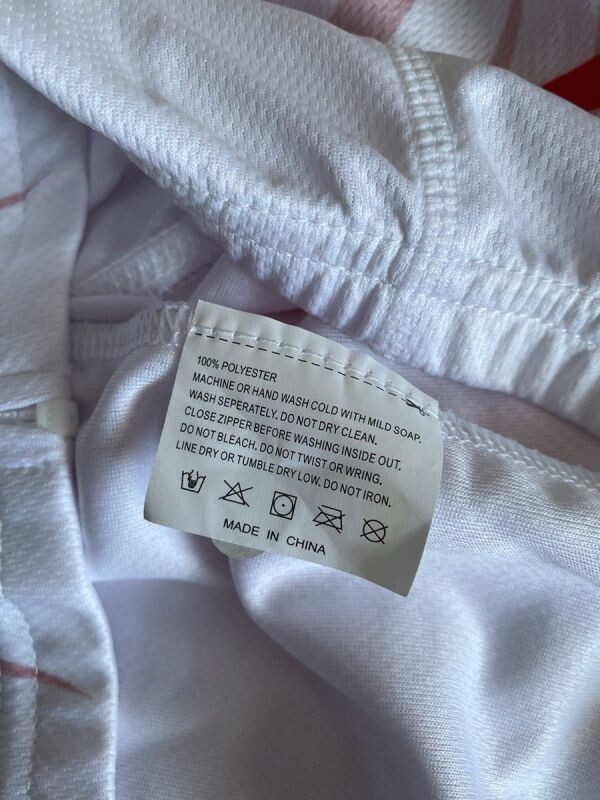 100% POLYESTER
MACHINE OR HAND WASH COLD WITH MILD SOAP.
WASH SEPERATELY. DO NOT DRY CLEAN.
CLOSE ZIPPER BEFORE WASHING INSIDE OUT.
DO NOT BLEACH. DO NOT TWIST OR WRING.
LINE DRY OR TUMBLE DRY LOW. DO NOT IRON.
MADE IN CHINA